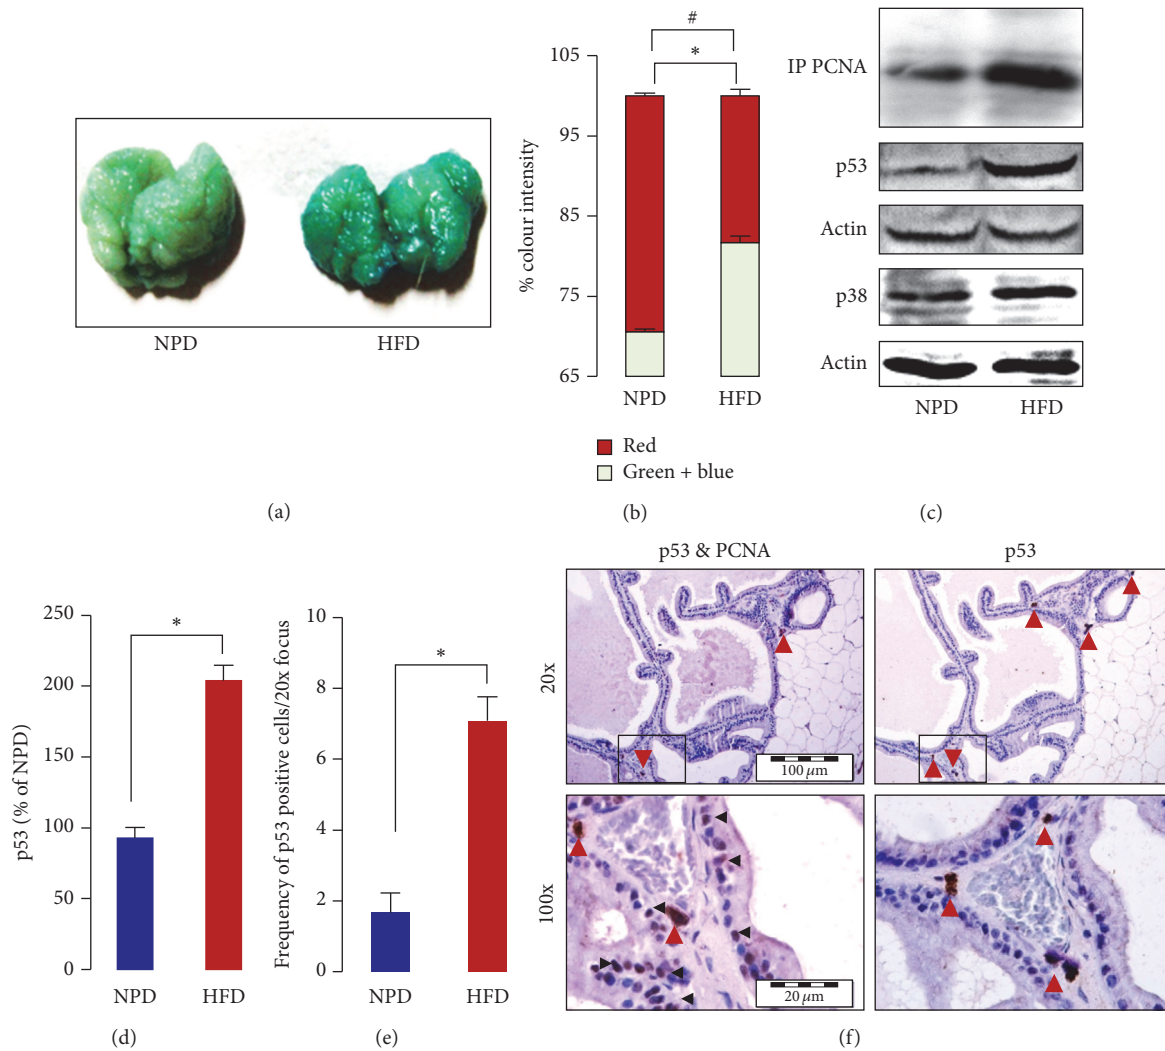 NPD HFD
(a)
% colour intensity
105
95
85
75
65
#
*
NPD HFD
Red
Green + blue
(b)
IP PCNA
p53
Actin
p38
Actin
NPD HFD
(c)
p53 (% of NPD)
250
200
150
100
50
0
*
NPD HFD
(d)
Frequency of p53 positive cells/20x focus
10
8
6
4
2
0
*
NPD HFD
(e)
p53 & PCNA p53
20x
100 μm
100x
20 μm
(f)